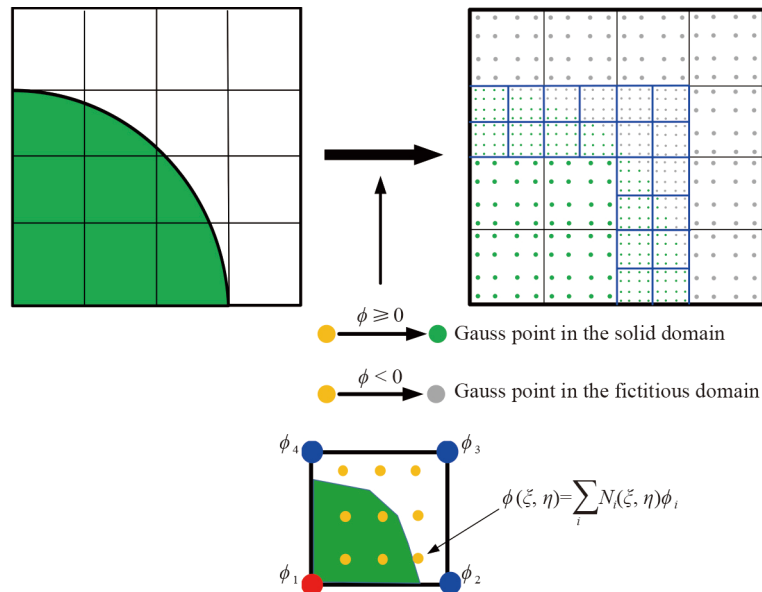 ϕ ⩾ 0
Gauss point in the solid domain
ϕ < 0
Gauss point in the fictitious domain
ϕ₄
ϕ₃
ϕ(ξ, η)=∑ᵢ Nᵢ(ξ, η)ϕᵢ
ϕ₁
ϕ₂